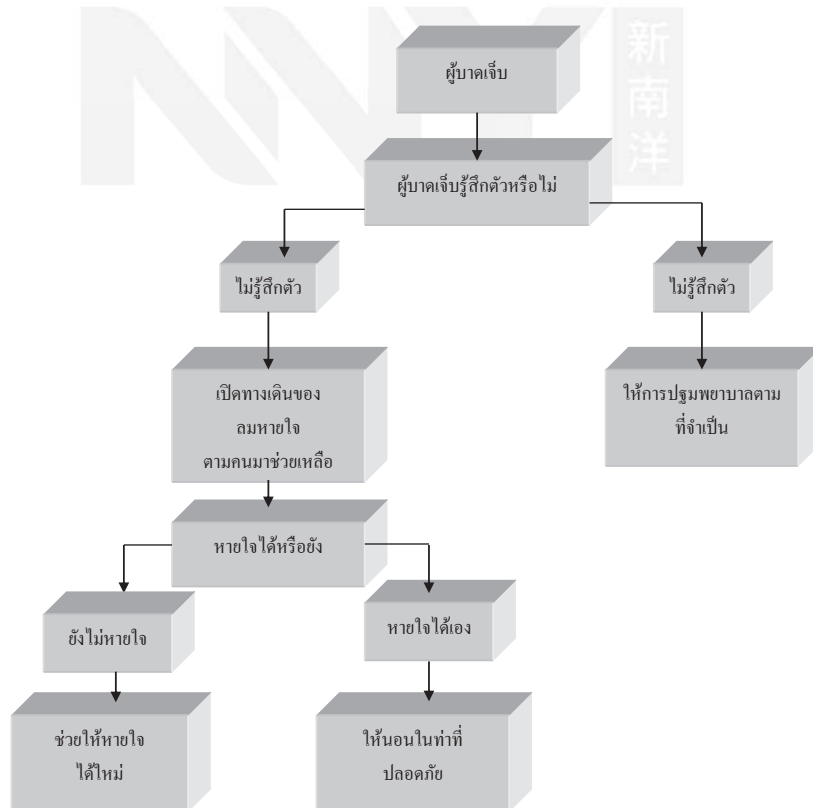 新
南
洋
ผู้บาดเจ็บ
ผู้บาดเจ็บรู้สึกตัวหรือไม่
ไม่รู้สึกตัว
ไม่รู้สึกตัว
เปิดทางเดินของ
ลมหายใจ
ตามคนมาช่วยเหลือ
ให้การปฐมพยาบาลตาม
ที่จำเป็น
หายใจได้หรือยัง
ยังไม่หายใจ
หายใจได้เอง
ช่วยให้หายใจ
ได้ใหม่
ให้นอนในท่าที่
ปลอดภัย